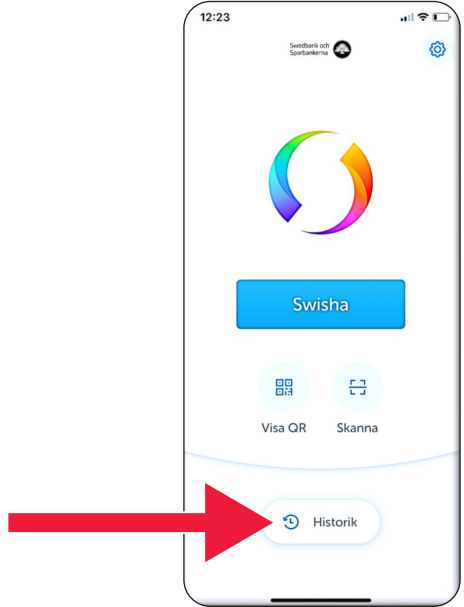 12:23
Swedbank och
Sparbankerna
Swisha
Visa QR
Skanna
Historik